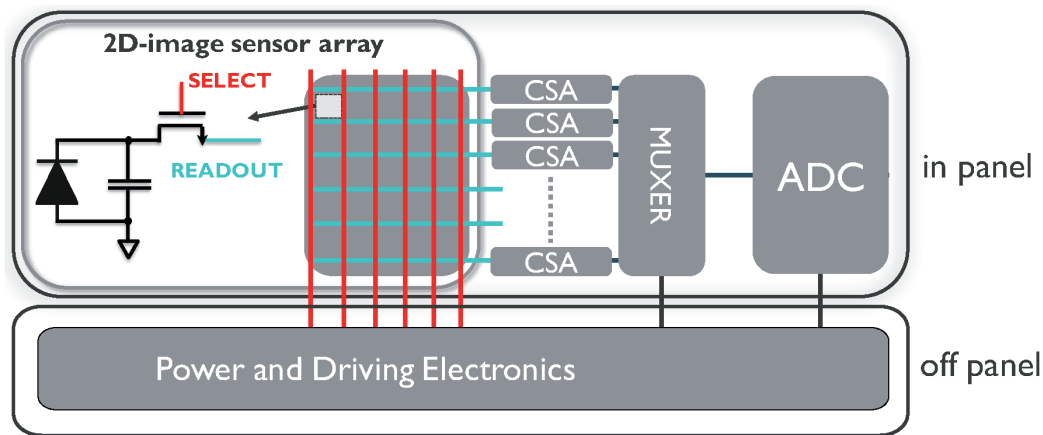 2D-image sensor array
SELECT
READOUT
CSA
CSA
CSA
CSA
MUXER
ADC
in panel
Power and Driving Electronics
off panel